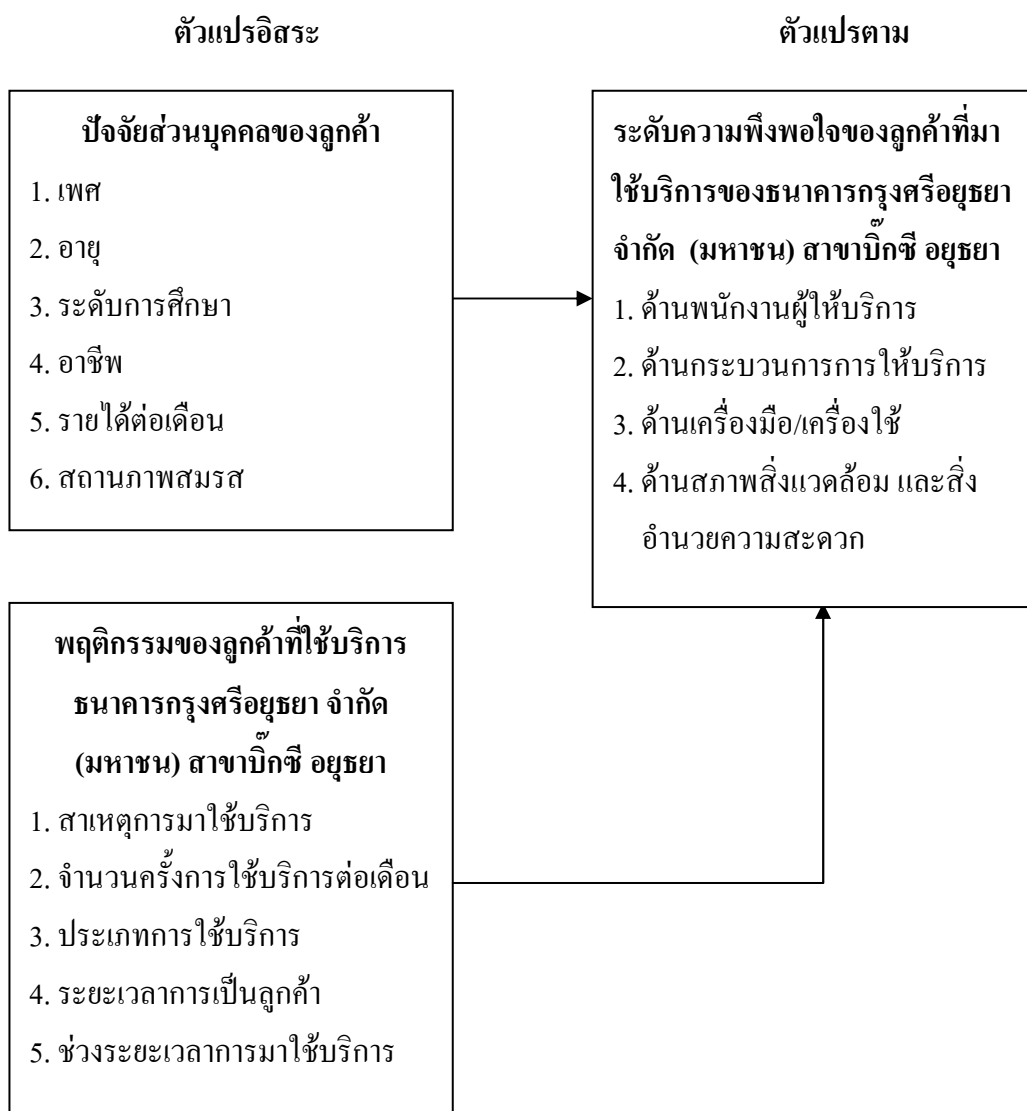 ตัวแปรอิสระ
ตัวแปรตาม
ปัจจัยส่วนบุคคลของลูกค้า
1. เพศ
2. อายุ
3. ระดับการศึกษา
4. อาชีพ
5. รายได้ต่อเดือน
6. สถานภาพสมรส
ระดับความพึงพอใจของลูกค้าที่มา
ใช้บริการของธนาคารกรุงศรีอยุธยา
จำกัด (มหาชน) สาขาบิ๊กซี อยุธยา
1. ด้านพนักงานผู้ให้บริการ
2. ด้านกระบวนการการให้บริการ
3. ด้านเครื่องมือ/เครื่องใช้
4. ด้านสภาพสิ่งแวดล้อม และสิ่ง
อำนวยความสะดวก
พฤติกรรมของลูกค้าที่ใช้บริการ
ธนาคารกรุงศรีอยุธยา จำกัด
(มหาชน) สาขาบิ๊กซี อยุธยา
1. สาเหตุการมาใช้บริการ
2. จำนวนครั้งการใช้บริการต่อเดือน
3. ประเภทการใช้บริการ
4. ระยะเวลาการเป็นลูกค้า
5. ช่วงระยะเวลาการมาใช้บริการ